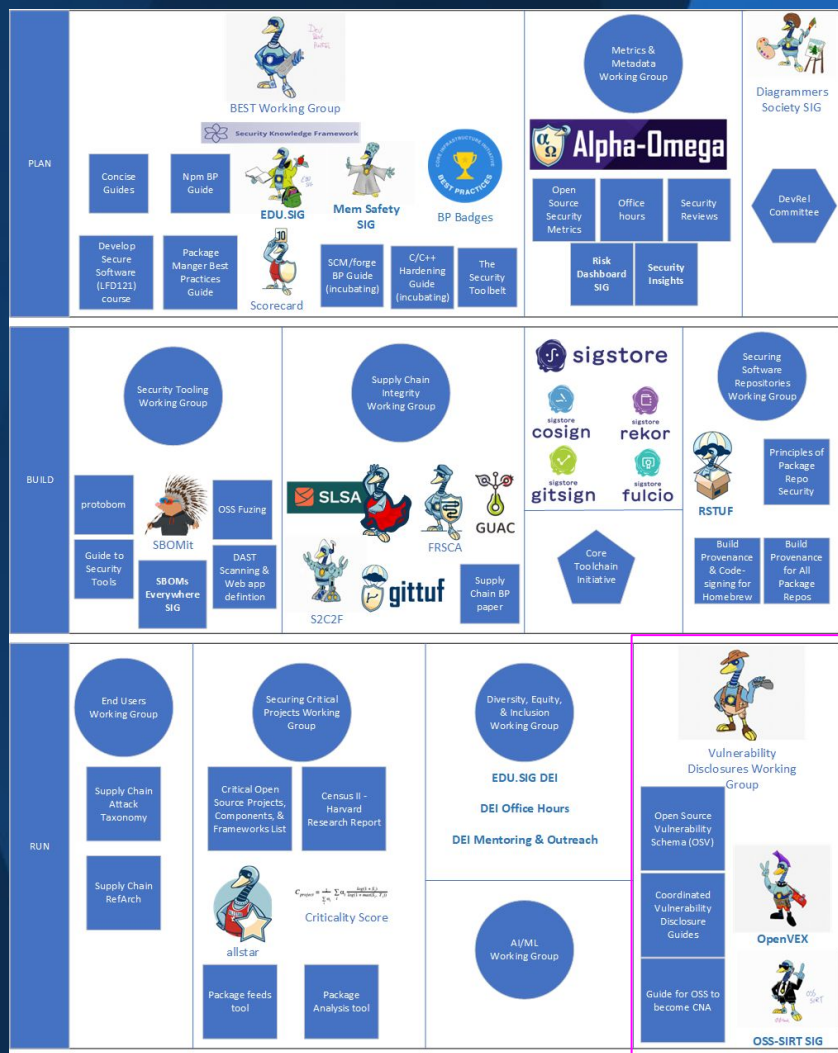 PLAN
BEST Working Group
Security Knowledge Framework
Concise
Guides
Npm BP
Guide
EDU.SIG
Mem Safety
SIG
CORE INFRASTRUCTURE INITIATIVE
BEST PRACTICES
BP Badges
Develop
Secure
Software
(LFD121)
course
Package
Manger Best
Practices
Guide
10
Scorecard
SCM/forge
BP Guide
(incubating)
C/C++
Hardening
Guide
(incubating)
The
Security
Toolbelt
Metrics &
Metadata
Working Group
αΩ
Alpha-Omega
Open
Source
Security
Metrics
Office
hours
Security
Reviews
Risk
Dashboard
SIG
Security
Insights
Diagrammers
Society SIG
DevRel
Committee
BUILD
Security Tooling
Working Group
protobom
SBOMit
OSS Fuzing
Guide to
Security
Tools
SBOMs
Everywhere
SIG
DAST
Scanning &
Web app
defintion
Supply Chain
Integrity
Working Group
SLSA
FRSCA
GUAC
S2C2F
gittuf
Supply
Chain BP
paper
sigstore
sigstore
cosign
sigstore
rekor
sigstore
gitsign
sigstore
fulcio
Core
Toolchain
Initiative
Securing
Software
Repositories
Working Group
RSTUF
Principles of
Package
Repo
Security
Build
Provenance
& Code-
signing for
Homebrew
Build
Provenance
for All
Package
Repos
RUN
End Users
Working Group
Supply Chain
Attack
Taxonomy
Supply Chain
RefArch
Securing Critical
Projects Working
Group
Critical Open
Source Projects,
Components, &
Frameworks List
Census II -
Harvard
Research Report
allstar
Criticality Score
Package feeds
tool
Package
Analysis tool
Diversity, Equity,
& Inclusion
Working Group
EDU.SIG DEI
DEI Office Hours
DEI Mentoring & Outreach
AI/ML
Working Group
Vulnerability
Disclosures Working
Group
Open Source
Vulnerability
Schema (OSV)
Coordinated
Vulnerability
Disclosure
Guides
OpenVEX
Guide for OSS to
become CNA
OSS-SIRT SIG